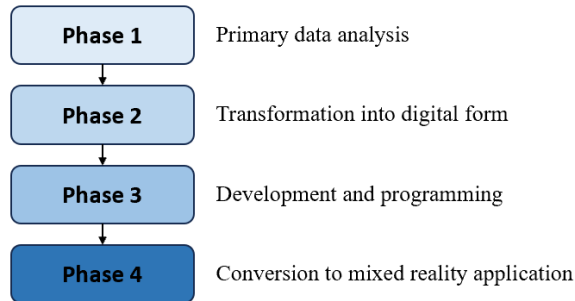 Phase 1 Primary data analysis
Phase 2 Transformation into digital form
Phase 3 Development and programming
Phase 4 Conversion to mixed reality application